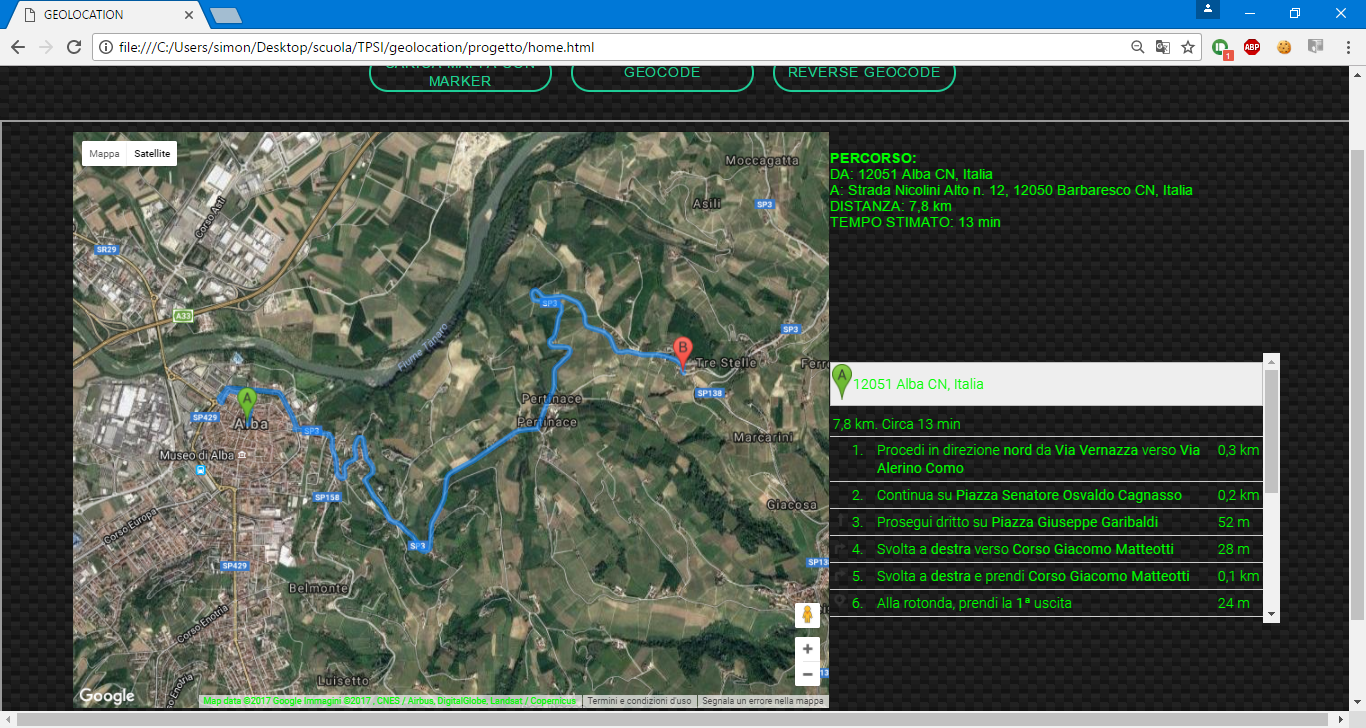 GEOLOCATION
file:///C:/Users/simon/Desktop/scuola/TPSI/geolocation/progetto/home.html
ABP
1
MARKER
GEOCODE
REVERSE GEOCODE
Mappa
Satellite
Moccagatta
Asili
SP3
Corso Asti
SR29
A33
SP3
SP3
Fiume Tanaro
B
Tre Stelle
SP138
A
SP429
Alba
SP3
Pertinace
Pertinace
Marcarini
Museo di Alba
SP158
Giacosa
Corso Europa
SP3
SP429
Belmonte
Corso Enotria
Luisetto
Google
Map data ©2017 Google Immagini ©2017 , CNES / Airbus, DigitalGlobe, Landsat / Copernicus
Termini e condizioni d'uso
Segnala un errore nella mappa
PERCORSO:
DA: 12051 Alba CN, Italia
A: Strada Nicolini Alto n. 12, 12050 Barbaresco CN, Italia
DISTANZA: 7,8 km
TEMPO STIMATO: 13 min
A 12051 Alba CN, Italia
7,8 km. Circa 13 min
1. Procedi in direzione nord da Via Vernazza verso Via 0,3 km
Alerino Como
2. Continua su Piazza Senatore Osvaldo Cagnasso 0,2 km
3. Prosegui dritto su Piazza Giuseppe Garibaldi 52 m
4. Svolta a destra verso Corso Giacomo Matteotti 28 m
5. Svolta a destra e prendi Corso Giacomo Matteotti 0,1 km
6. Alla rotonda, prendi la 1ª uscita 24 m